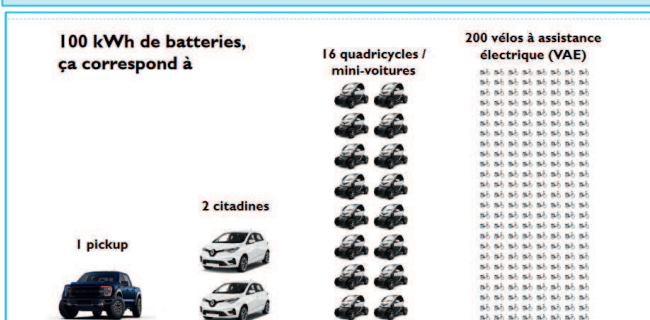 100 kWh de batteries,
ça correspond à
16 quadricycles /
mini-voitures
200 vélos à assistance
électrique (VAE)
2 citadines
1 pickup